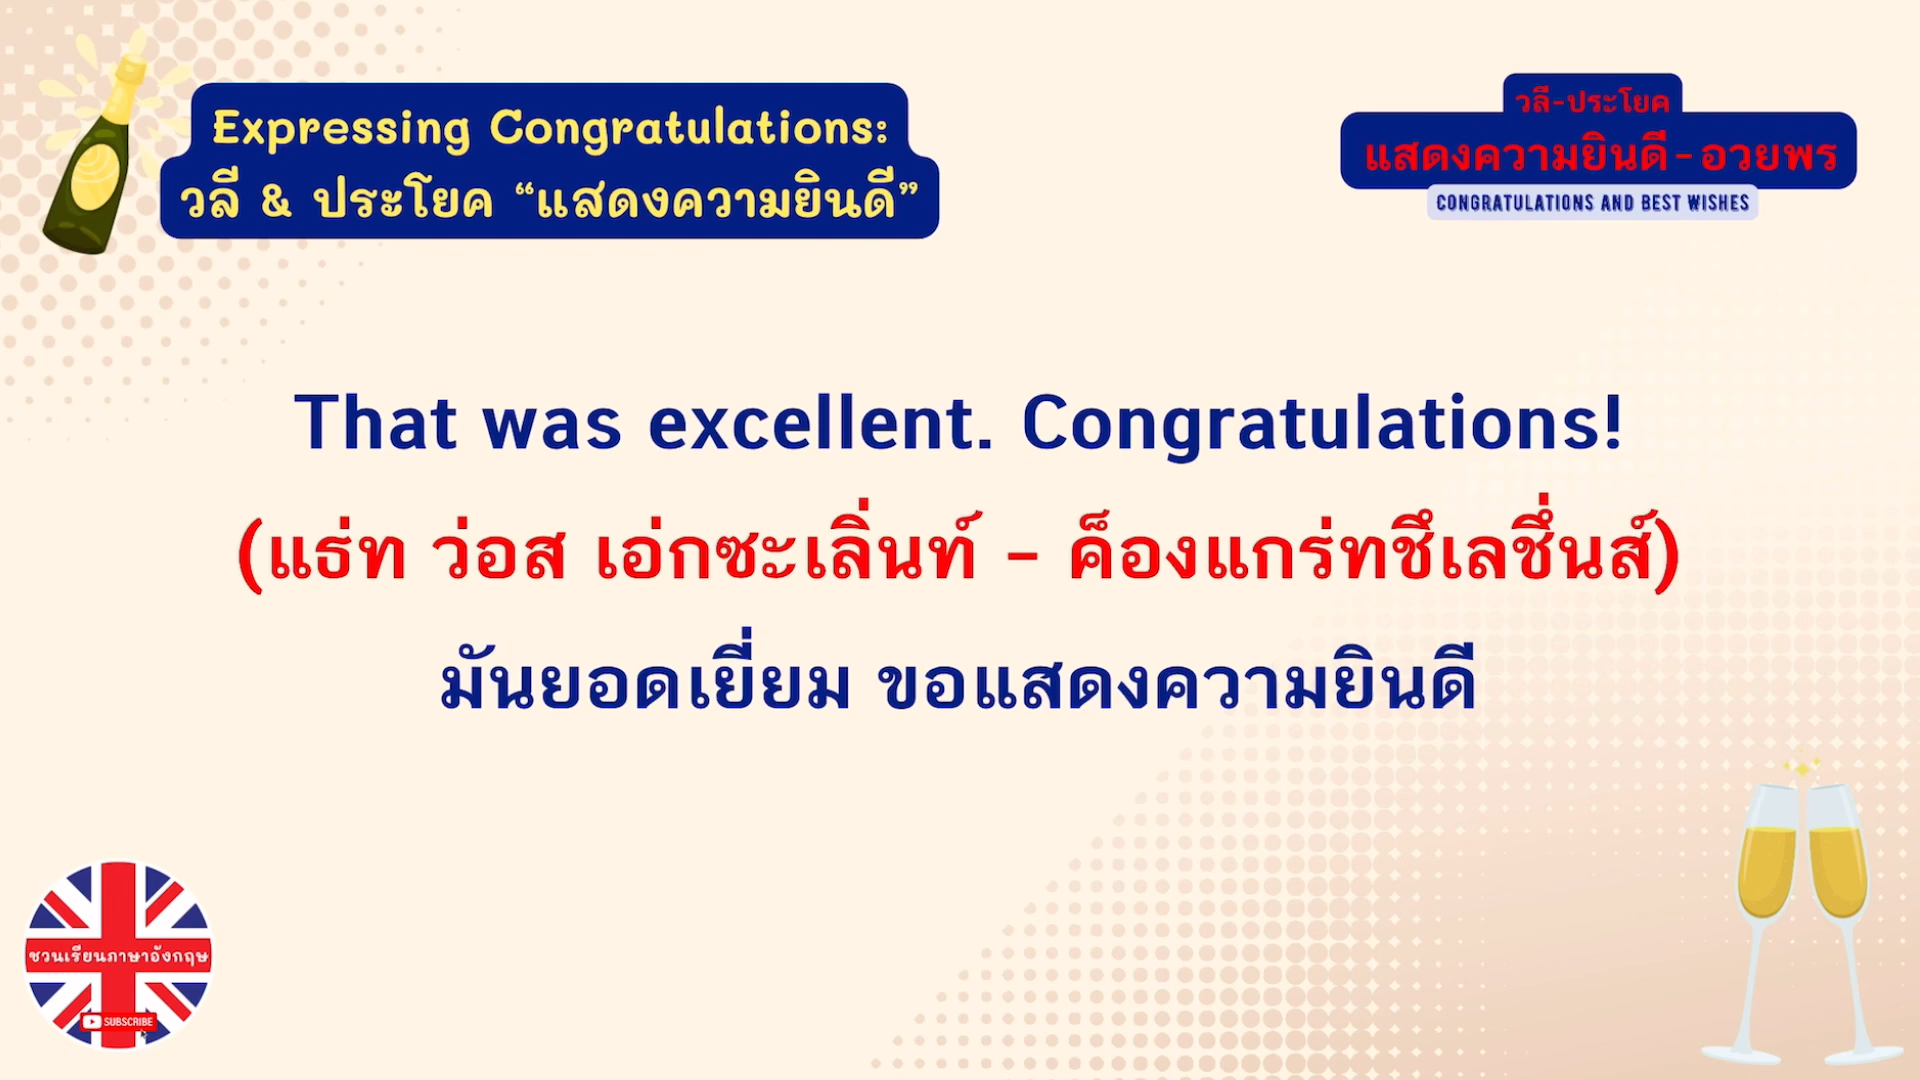 Expressing Congratulations:
วลี & ประโยค “แสดงความยินดี”
วลี-ประโยค
แสดงความยินดี-อวยพร
CONGRATULATIONS AND BEST WISHES
That was excellent. Congratulations!
(แธ่ท ว่อส เอ่กซะเลิ่นท์ - ค็องแกร่ทชึเลชึ่นส์)
มันยอดเยี่ยม ขอแสดงความยินดี
ชวนเรียนภาษาอังกฤษ
SUBSCRIBE